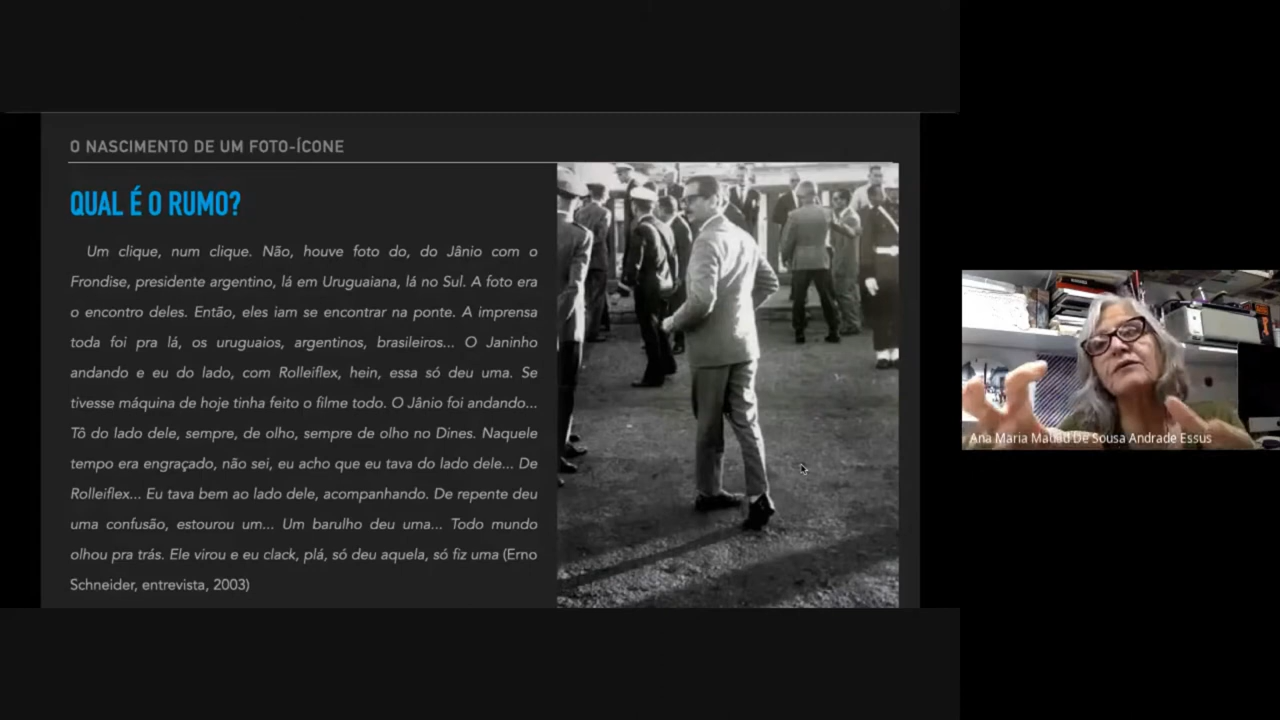 O NASCIMENTO DE UM FOTO-ÍCONE
QUAL É O RUMO?
Um clique, num clique. Não, houve foto do, do Jânio com o
Frondise, presidente argentino, lá em Uruguaiana, lá no Sul. A foto era
o encontro deles. Então, eles iam se encontrar na ponte. A imprensa
toda foi pra lá, os uruguaios, argentinos, brasileiros... O Janinho
andando e eu do lado, com Rolleiflex, hein, essa só deu uma. Se
tivesse máquina de hoje tinha feito o filme todo. O Jânio foi andando...
Tô do lado dele, sempre, de olho, sempre de olho no Dines. Naquele
tempo era engraçado, não sei, eu acho que eu tava do lado dele... De
Rolleiflex... Eu tava bem ao lado dele, acompanhando. De repente deu
uma confusão, estourou um... Um barulho deu uma... Todo mundo
olhou pra trás. Ele virou e eu clack, plá, só deu aquela, só fiz uma (Erno
Schneider, entrevista, 2003)
Ana Maria Mauad De Sousa Andrade Essus